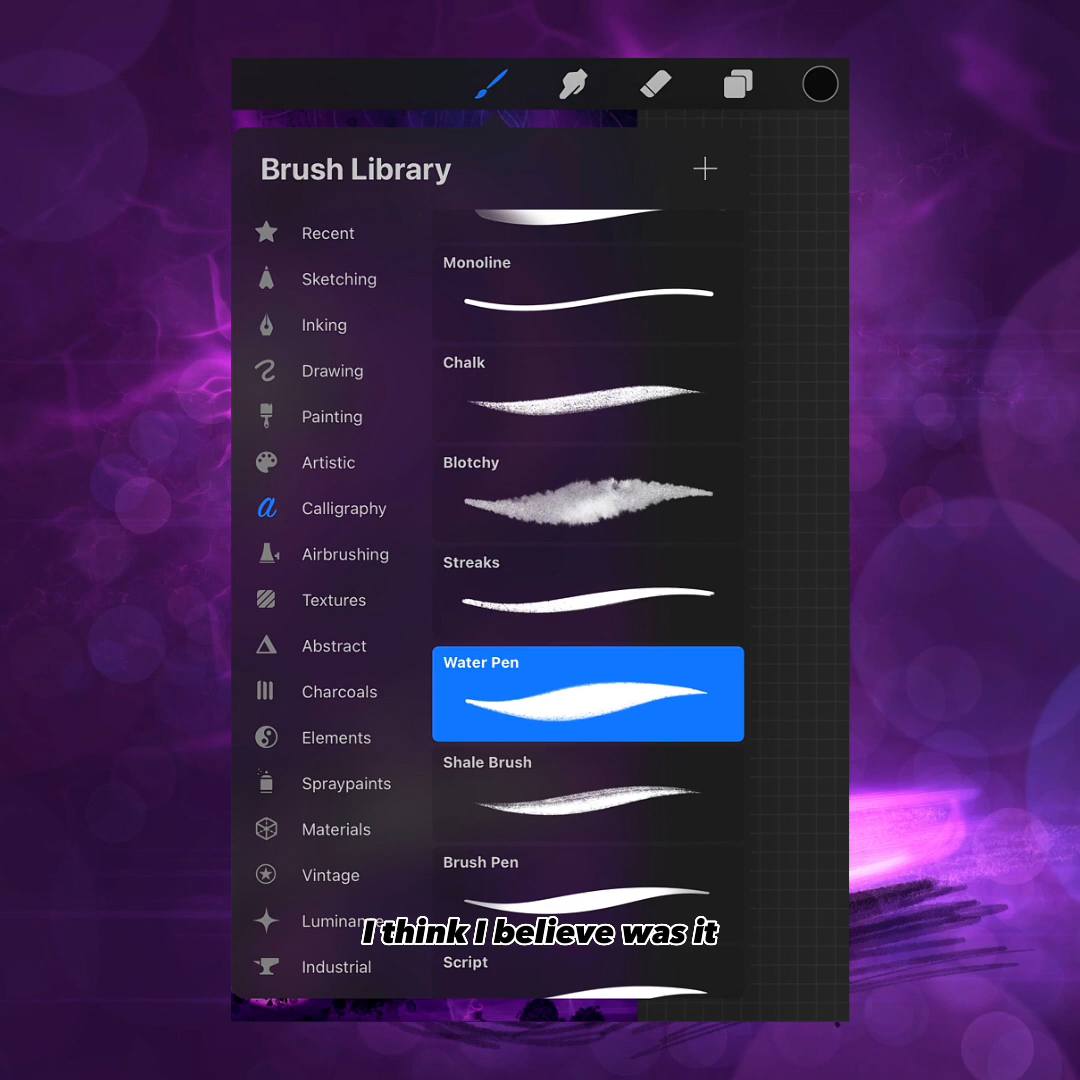 Brush Library
Recent
Sketching
Inking
Drawing
Painting
Artistic
Calligraphy
Airbrushing
Textures
Abstract
Charcoals
Elements
Spraypaints
Materials
Vintage
Luminance
Industrial
Monoline
Chalk
Blotchy
Streaks
Water Pen
Shale Brush
Brush Pen
Script
I think I believe was it